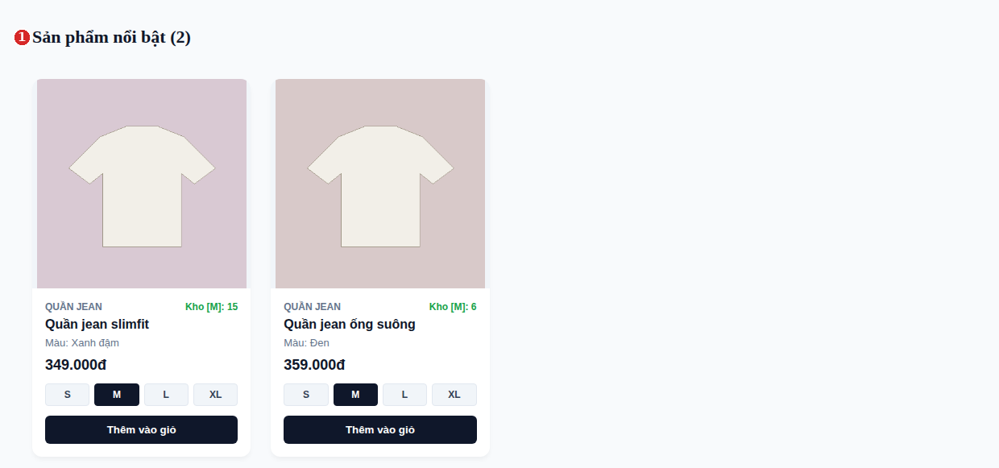 1 Sản phẩm nổi bật (2)
QUẦN JEAN Kho [M]: 15
Quần jean slimfit
Màu: Xanh đậm
349.000đ
S M L XL
Thêm vào giỏ
QUẦN JEAN Kho [M]: 6
Quần jean ống suông
Màu: Đen
359.000đ
S M L XL
Thêm vào giỏ